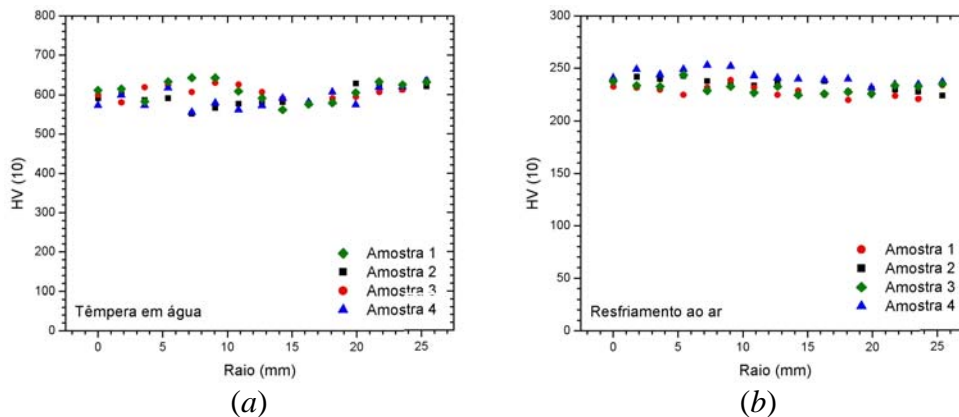 800
700
600
500
400
300
200
100
0
HV (10)
Amostra 1
Amostra 2
Amostra 3
Amostra 4
Têmpera em água
0 5 10 15 20 25
Raio (mm)
(a)
300
250
200
150
100
50
0
HV (10)
Amostra 1
Amostra 2
Amostra 3
Amostra 4
Resfriamento ao ar
0 5 10 15 20 25
Raio (mm)
(b)